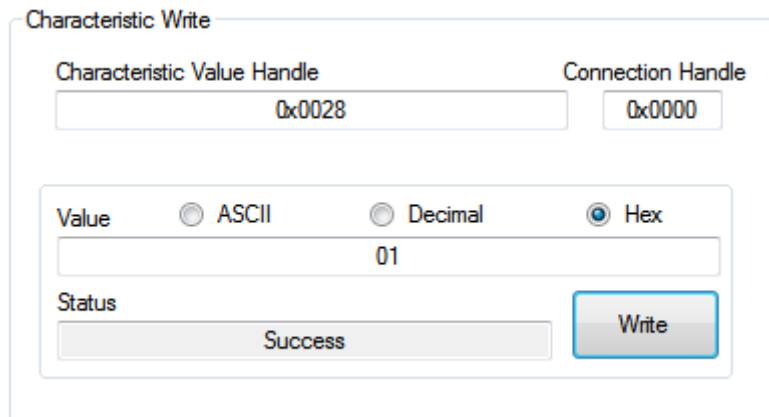 Characteristic Write
Characteristic Value Handle Connection Handle
0x0028 0x0000
Value ASCII Decimal Hex
01
Status
Success
Write